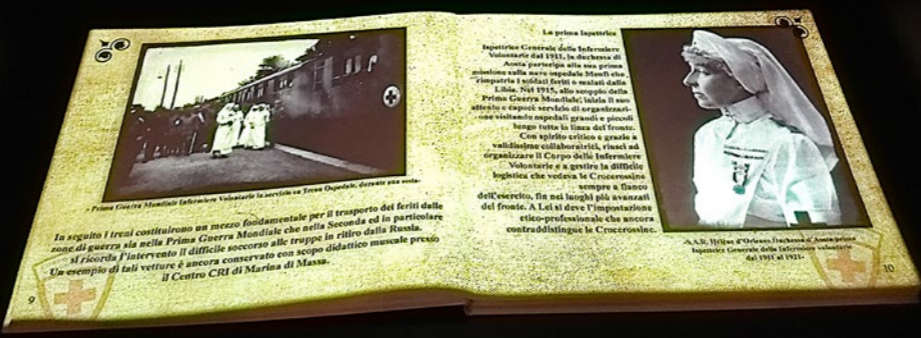 « Prima Guerra Mondiale Infermiere Volontarie in servizio su Treno Ospedale, durante una sosta»
In seguito i treni costituirono un mezzo fondamentale per il trasporto dei feriti dalle
zone di guerra sia nella Prima Guerra Mondiale che nella Seconda ed in particolare
si ricorda l'intervento il difficile soccorso alle truppe in ritiro dalla Russia.
Un esempio di tali vetture è ancora conservato con scopo didattico museale presso
il Centro CRI di Marina di Massa.
9
La prima Ispettrice
Ispettrice Generale delle Infermiere
Volontarie dal 1911, la duchessa di
Aosta partecipa alla sua prima
missione sulla nave ospedale Menfi che
rimpatria i soldati feriti o malati dalla
Libia. Nel 1915, allo scoppio della
Prima Guerra Mondiale, inizia il suo
attento e capace servizio di organizzazi-
one visitando ospedali grandi e piccoli
lungo tutta la linea del fronte.
Con spirito critico e grazie a
validissime collaboratrici, riuscì ad
organizzare il Corpo delle Infermiere
Volontarie e a gestire la difficile
logistica che vedeva le Crocerossine
sempre a fianco
dell'esercito, fin nei luoghi più avanzati
del fronte. A Lei si deve l'impostazione
etico-professionale che ancora
contraddistingue le Crocerossine.
«S.A.R. Hélène d'Orleans Duchessa d'Aosta prima
Ispettrice Generale delle Infermiere volontarie
dal 1911 al 1921»
10